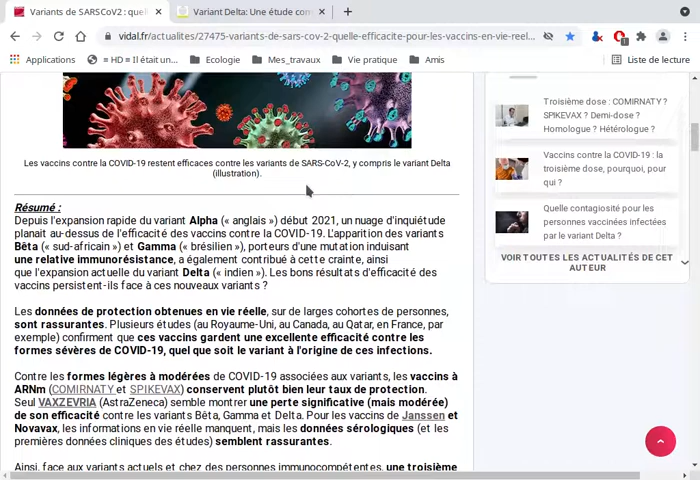 Variants de SARSCoV2 : quel
Variant Delta: Une étude con
vidal.fr/actualites/27475-variants-de-sars-cov-2-quelle-efficacite-pour-les-vaccins-en-vie-reel...
Applications
= HD = Il était un...
Ecologie
Mes_travaux
Vie pratique
Amis
Liste de lecture
Les vaccins contre la COVID-19 restent efficaces contre les variants de SARS-CoV-2, y compris le variant Delta
(illustration).
Résumé :
Depuis l'expansion rapide du variant Alpha (« anglais ») début 2021, un nuage d'inquiétude
planait au-dessus de l'efficacité des vaccins contre la COVID-19. L'apparition des variants
Bêta (« sud-africain ») et Gamma (« brésilien »), porteurs d'une mutation induisant
une relative immunorésistance, a également contribué à cette crainte, ainsi
que l'expansion actuelle du variant Delta (« indien »). Les bons résultats d'efficacité des
vaccins persistent-ils face à ces nouveaux variants ?
Les données de protection obtenues en vie réelle, sur de larges cohortes de personnes,
sont rassurantes. Plusieurs études (au Royaume-Uni, au Canada, au Qatar, en France, par
exemple) confirment que ces vaccins gardent une excellente efficacité contre les
formes sévères de COVID-19, quel que soit le variant à l'origine de ces infections.
Contre les formes légères à modérées de COVID-19 associées aux variants, les vaccins à
ARNm (COMIRNATY et SPIKEVAX) conservent plutôt bien leur taux de protection.
Seul VAXZEVRIA (AstraZeneca) semble montrer une perte significative (mais modérée)
de son efficacité contre les variants Bêta, Gamma et Delta. Pour les vaccins de Janssen et
Novavax, les informations en vie réelle manquent, mais les données sérologiques (et les
premières données cliniques des études) semblent rassurantes.
Ainsi, face aux variants actuels et chez des personnes immunocompétentes, une troisième
Troisième dose : COMIRNATY ?
SPIKEVAX ? Demi-dose ?
Homologue ? Hétérologue ?
Vaccins contre la COVID-19 : la
troisième dose, pourquoi, pour
qui ?
Quelle contagiosité pour les
personnes vaccinées infectées
par le variant Delta ?
VOIR TOUTES LES ACTUALITÉS DE CET
AUTEUR